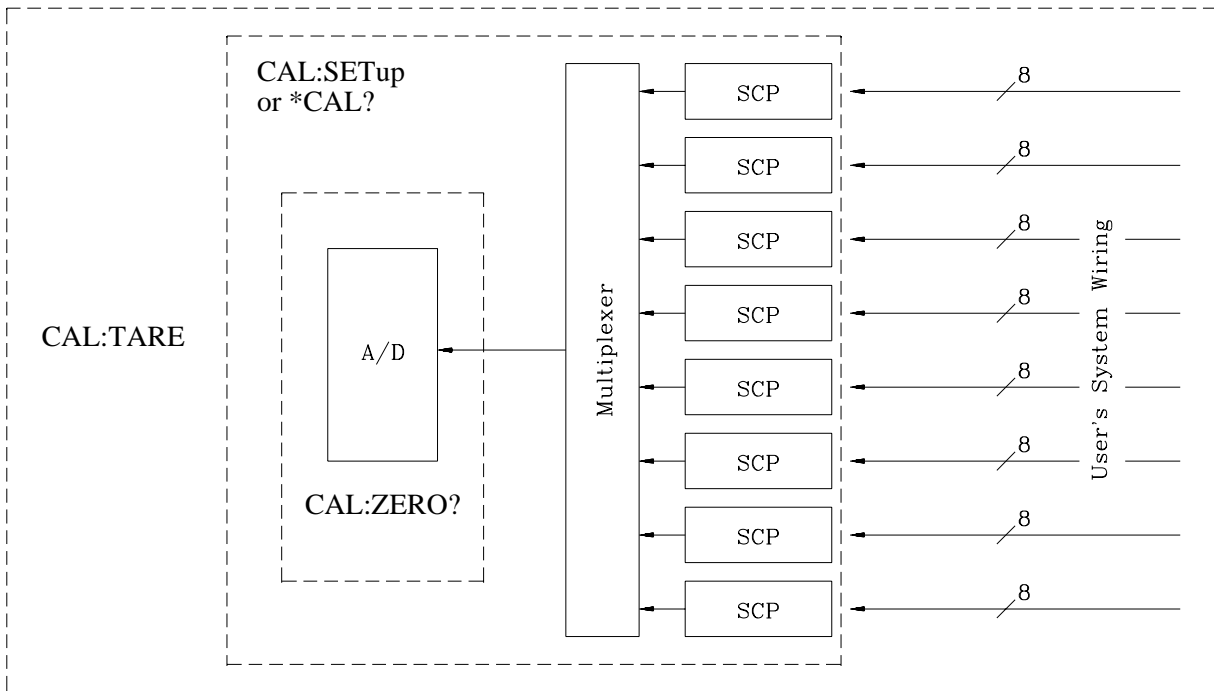 CAL:SETup
or *CAL?
CAL:TARE
CAL:ZERO?
A/D
Multiplexer
SCP
SCP
SCP
SCP
SCP
SCP
SCP
SCP
8
8
8
8
8
8
8
8
User's System Wiring